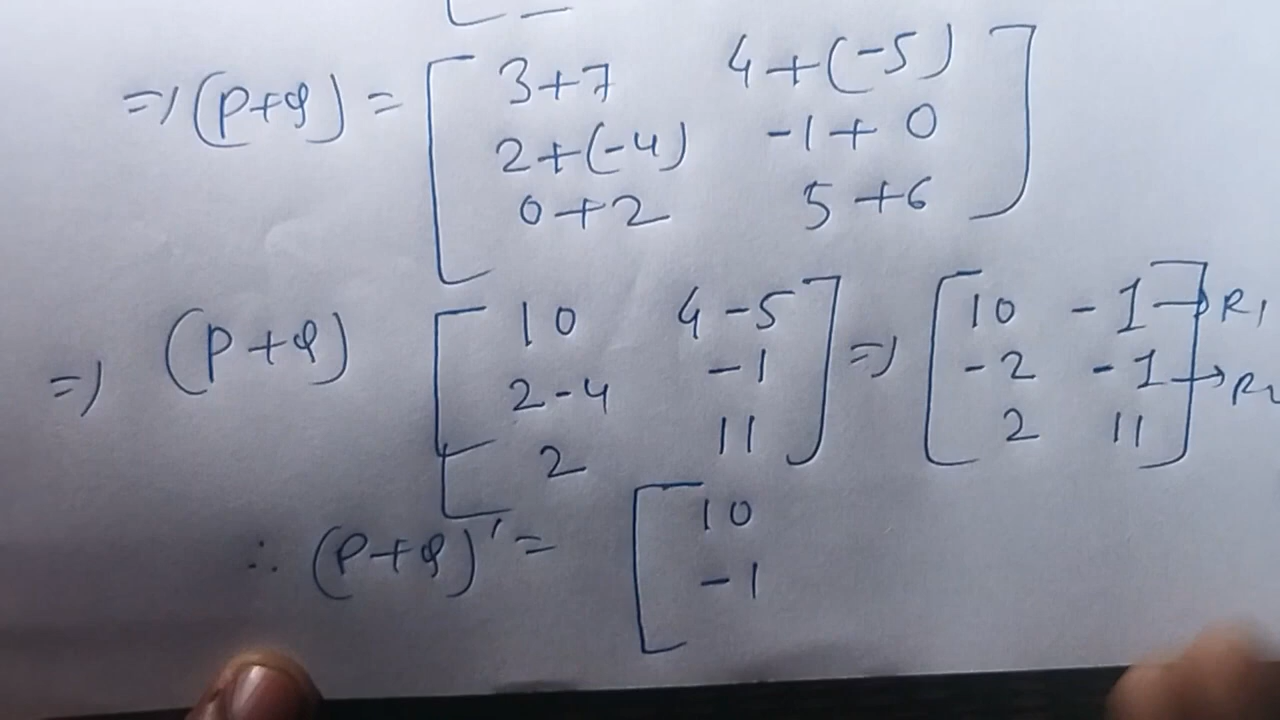 => (P+Q) = [ 3+7 4+(-5) ]
2+(-4) -1+0
0+2 5+6
=> (P+Q) [ 10 4-5 ] => [ 10 -1 ] → R1
2-4 -1 -2 -1 → R2
2 11 2 11
∴ (P+Q)' = [ 10
-1